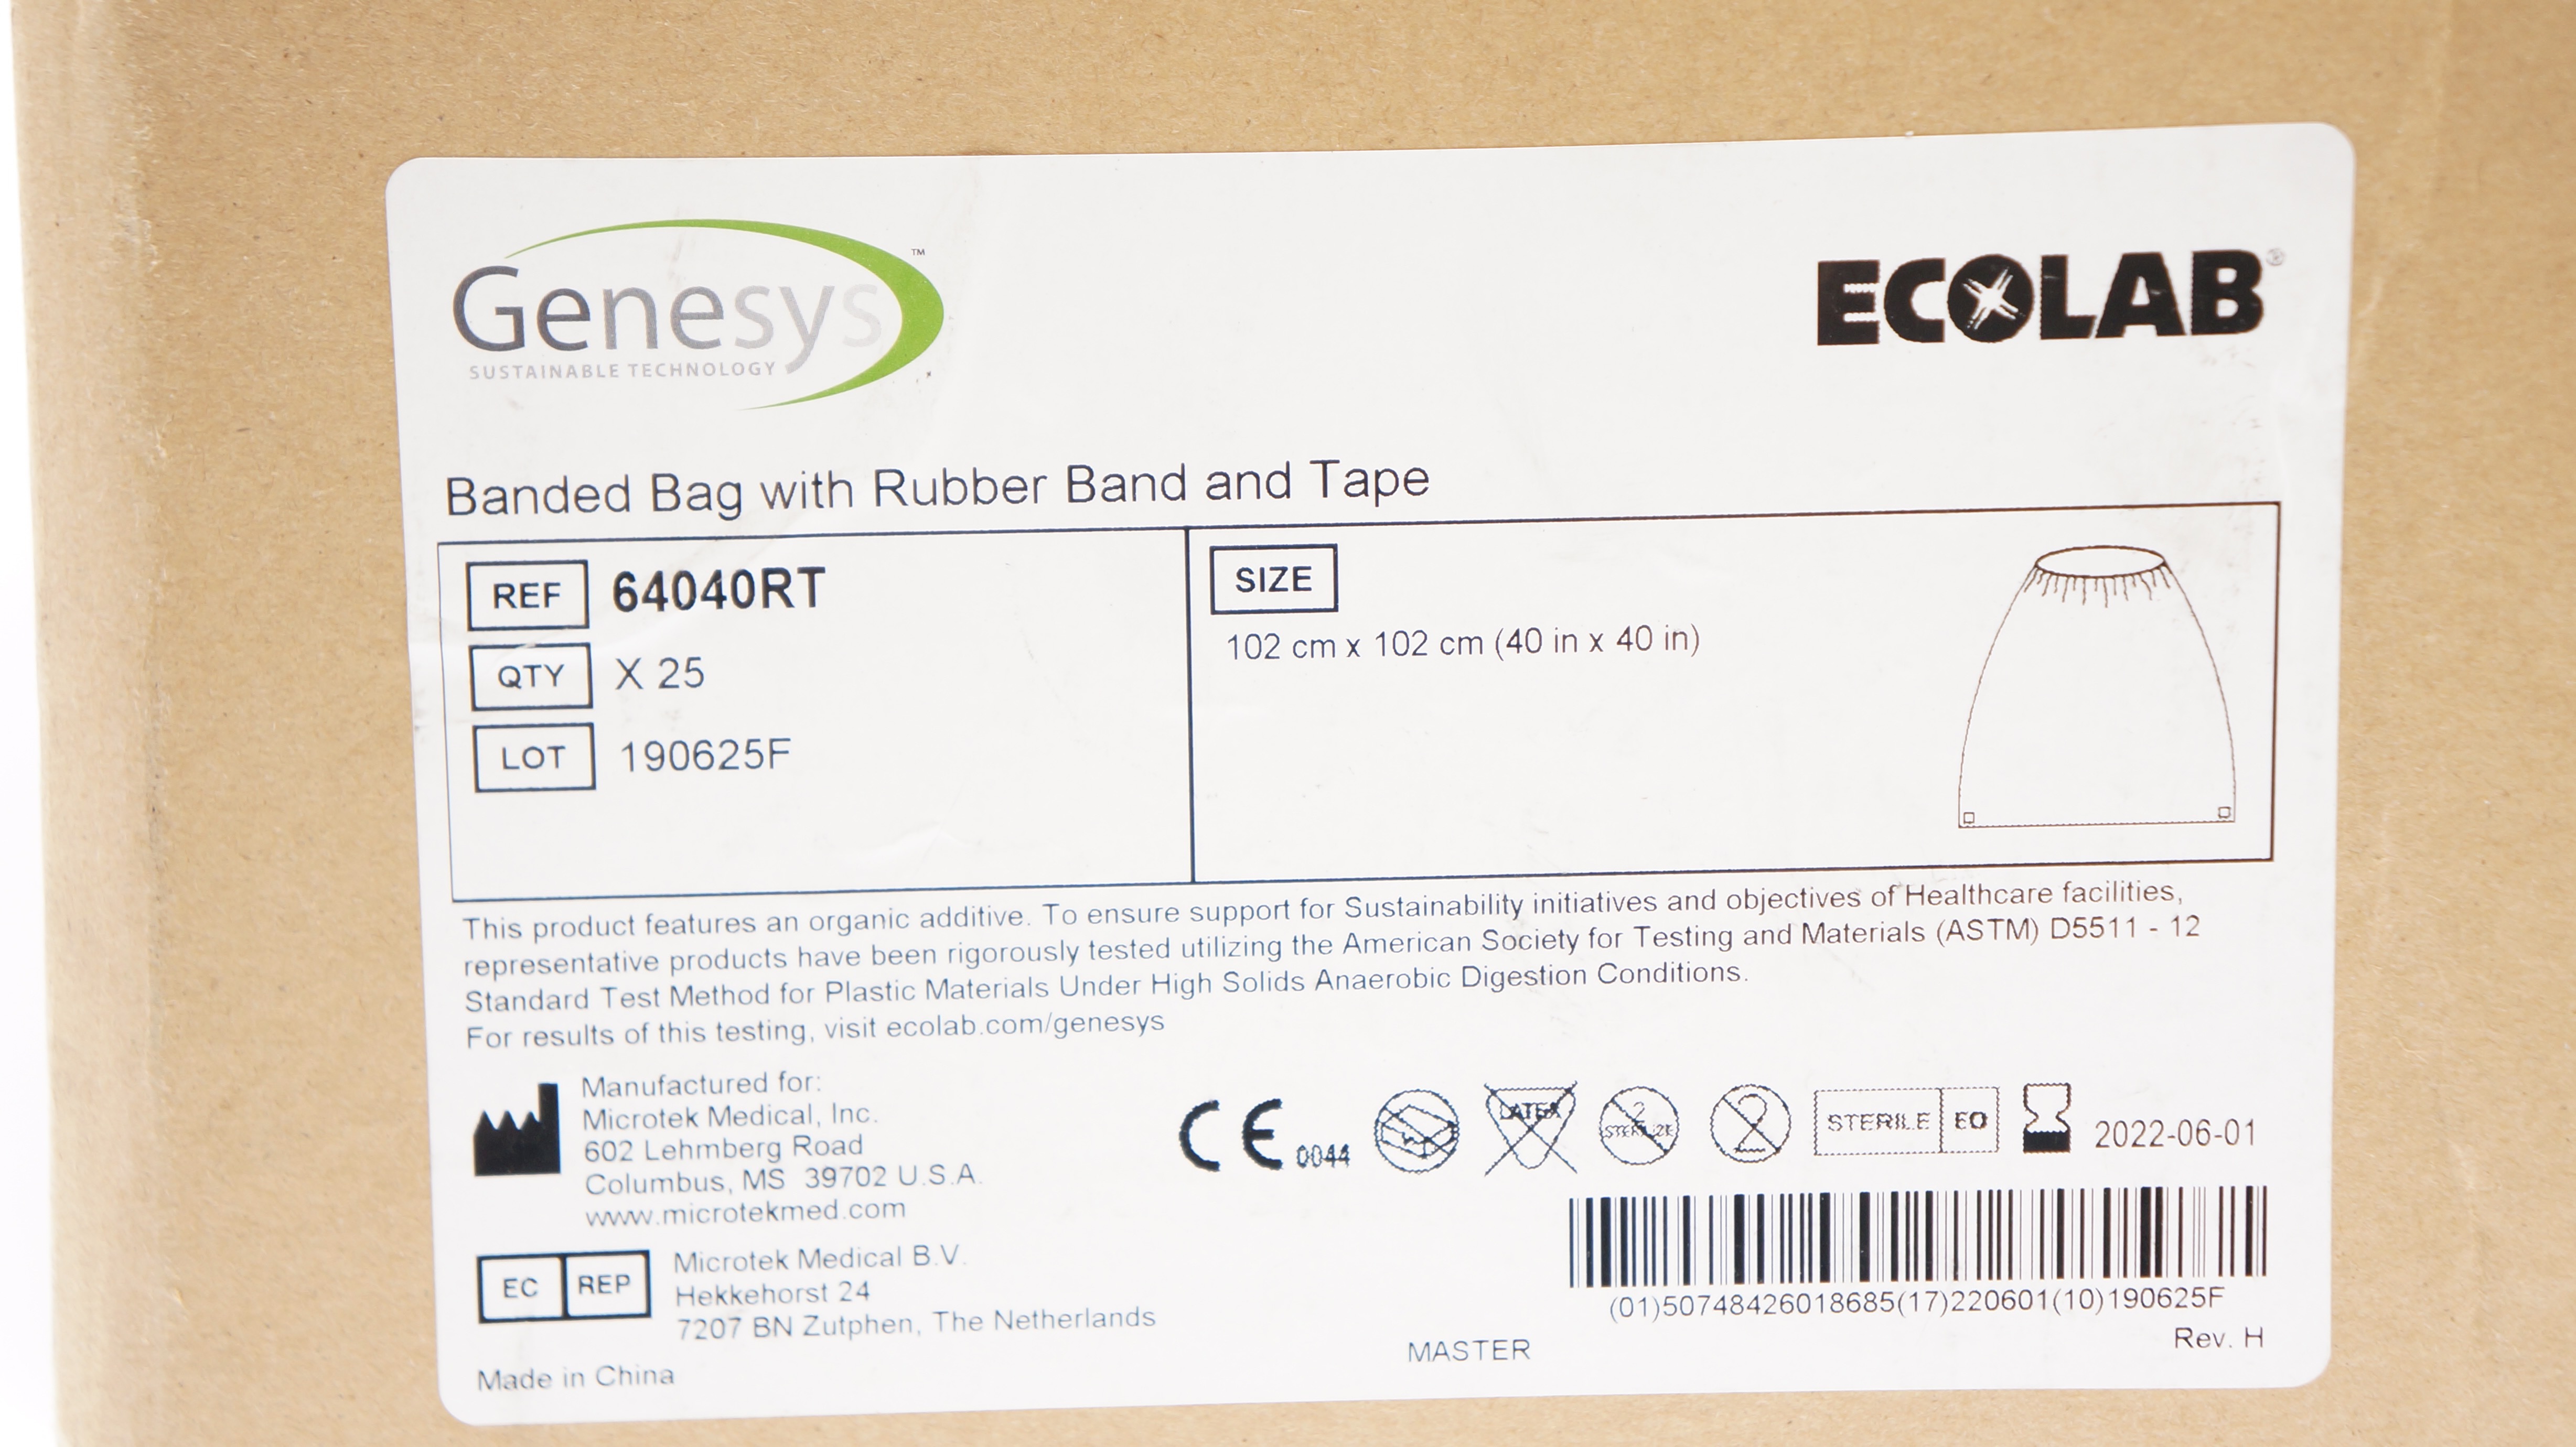 Genesys™
SUSTAINABLE TECHNOLOGY
ECOLAB®
Banded Bag with Rubber Band and Tape
REF 64040RT
QTY X 25
LOT 190625F
SIZE
102 cm x 102 cm (40 in x 40 in)
This product features an organic additive. To ensure support for Sustainability initiatives and objectives of Healthcare facilities,
representative products have been rigorously tested utilizing the American Society for Testing and Materials (ASTM) D5511 - 12
Standard Test Method for Plastic Materials Under High Solids Anaerobic Digestion Conditions.
For results of this testing, visit ecolab.com/genesys
Manufactured for:
Microtek Medical, Inc.
602 Lehmberg Road
Columbus, MS 39702 U.S.A.
www.microtekmed.com
EC REP
Microtek Medical B.V.
Hekkehorst 24
7207 BN Zutphen, The Netherlands
Made in China
CE 0044
LATEX
2
STERILIZE
2
STERILE EO
2022-06-01
(01)50748426018685(17)220601(10)190625F
MASTER
Rev. H